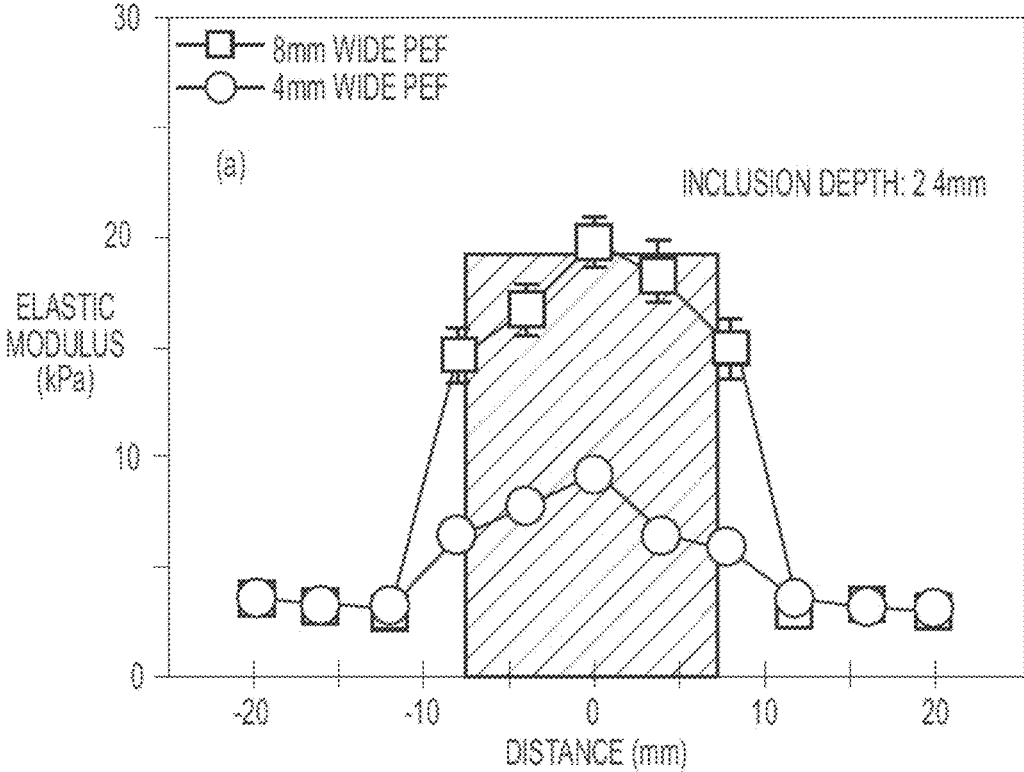 30
8mm WIDE PEF
4mm WIDE PEF
(a)
INCLUSION DEPTH: 2 4mm
20
ELASTIC
MODULUS
(kPa)
10
0
-20
-10
0
10
20
DISTANCE (mm)